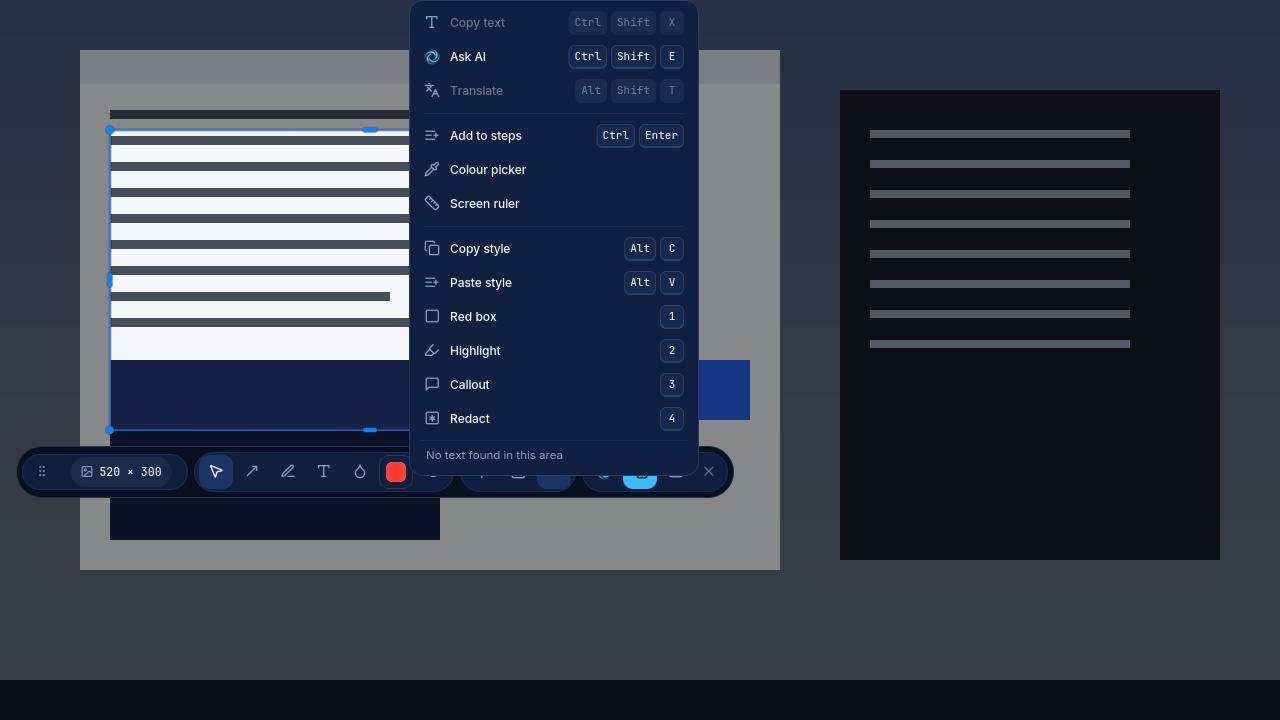 Copy text Ctrl Shift X
Ask AI Ctrl Shift E
Translate Alt Shift T
Add to steps Ctrl Enter
Colour picker
Screen ruler
Copy style Alt C
Paste style Alt V
Red box 1
Highlight 2
Callout 3
Redact 4
No text found in this area
520 × 300